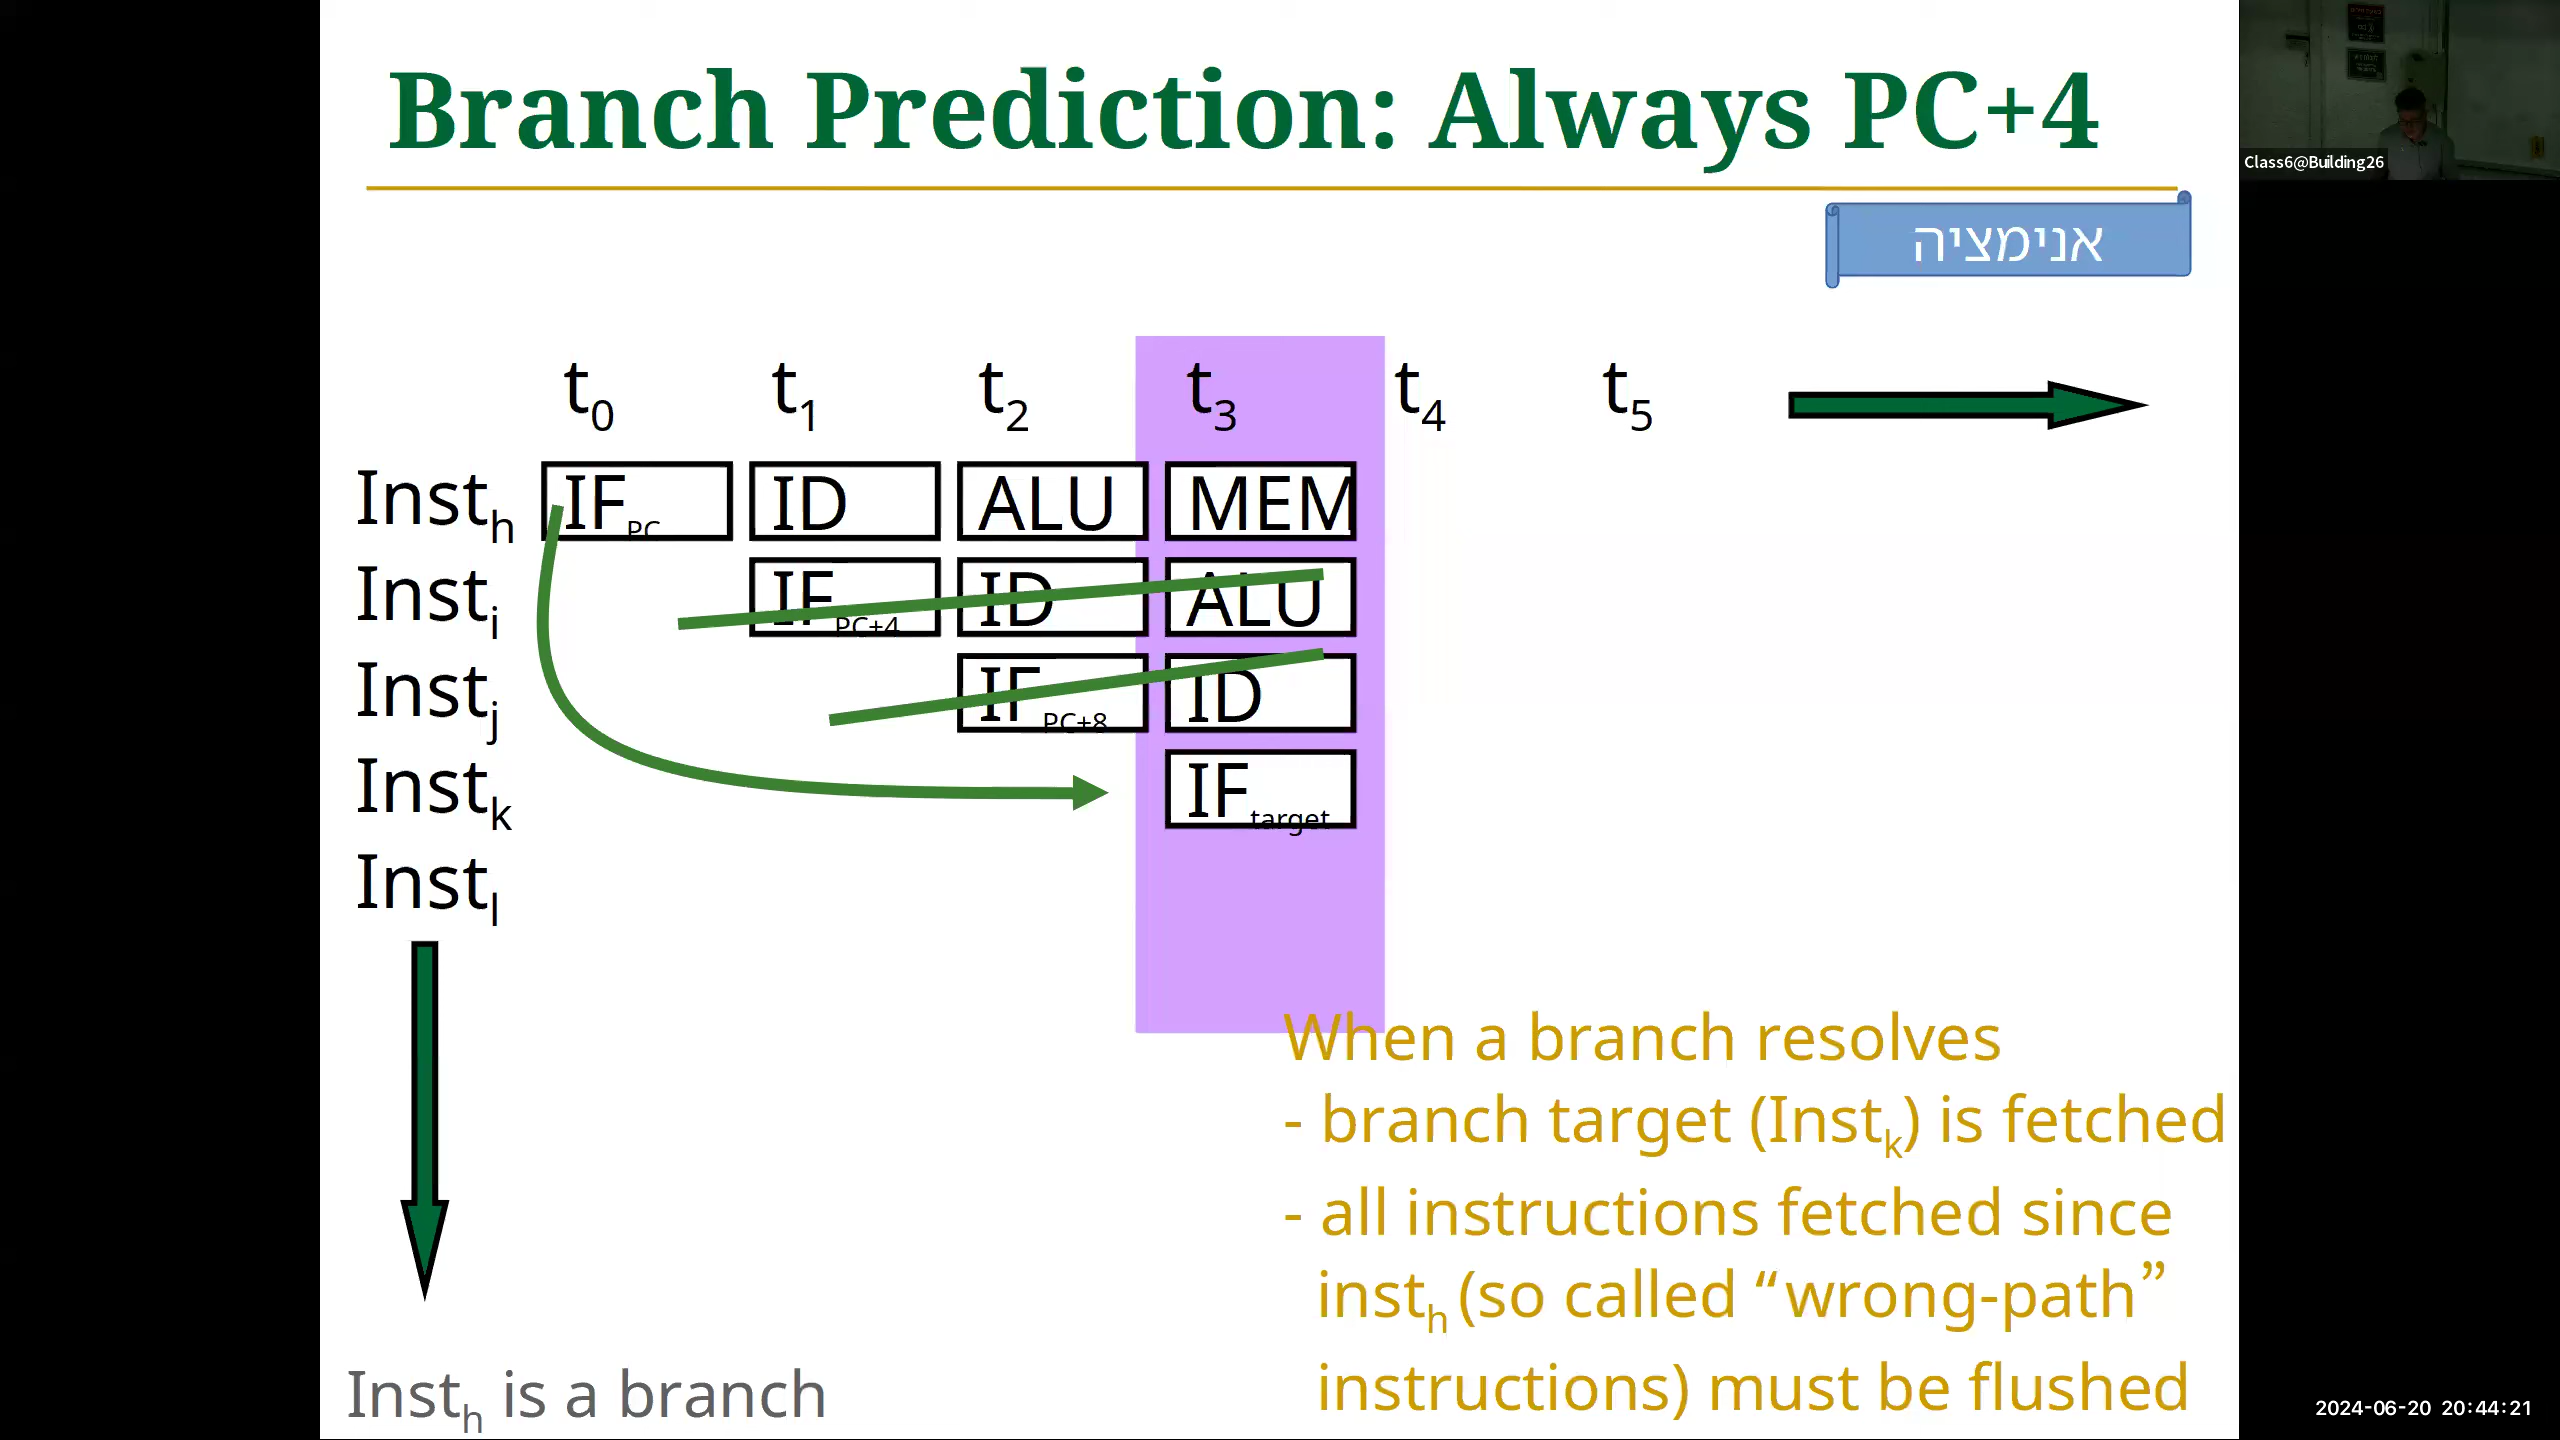 Branch Prediction: Always PC+4
Class6@Building26
אנימציה
t0 t1 t2 t3 t4 t5
Insth IFPC ID ALU MEM
Insti IFPC+4 ID ALU
Instj IFPC+8 ID
Instk IFtarget
Instl
When a branch resolves
- branch target (Instk) is fetched
- all instructions fetched since
insth (so called “wrong-path”
instructions) must be flushed
Insth is a branch
2024-06-20 20:44:21